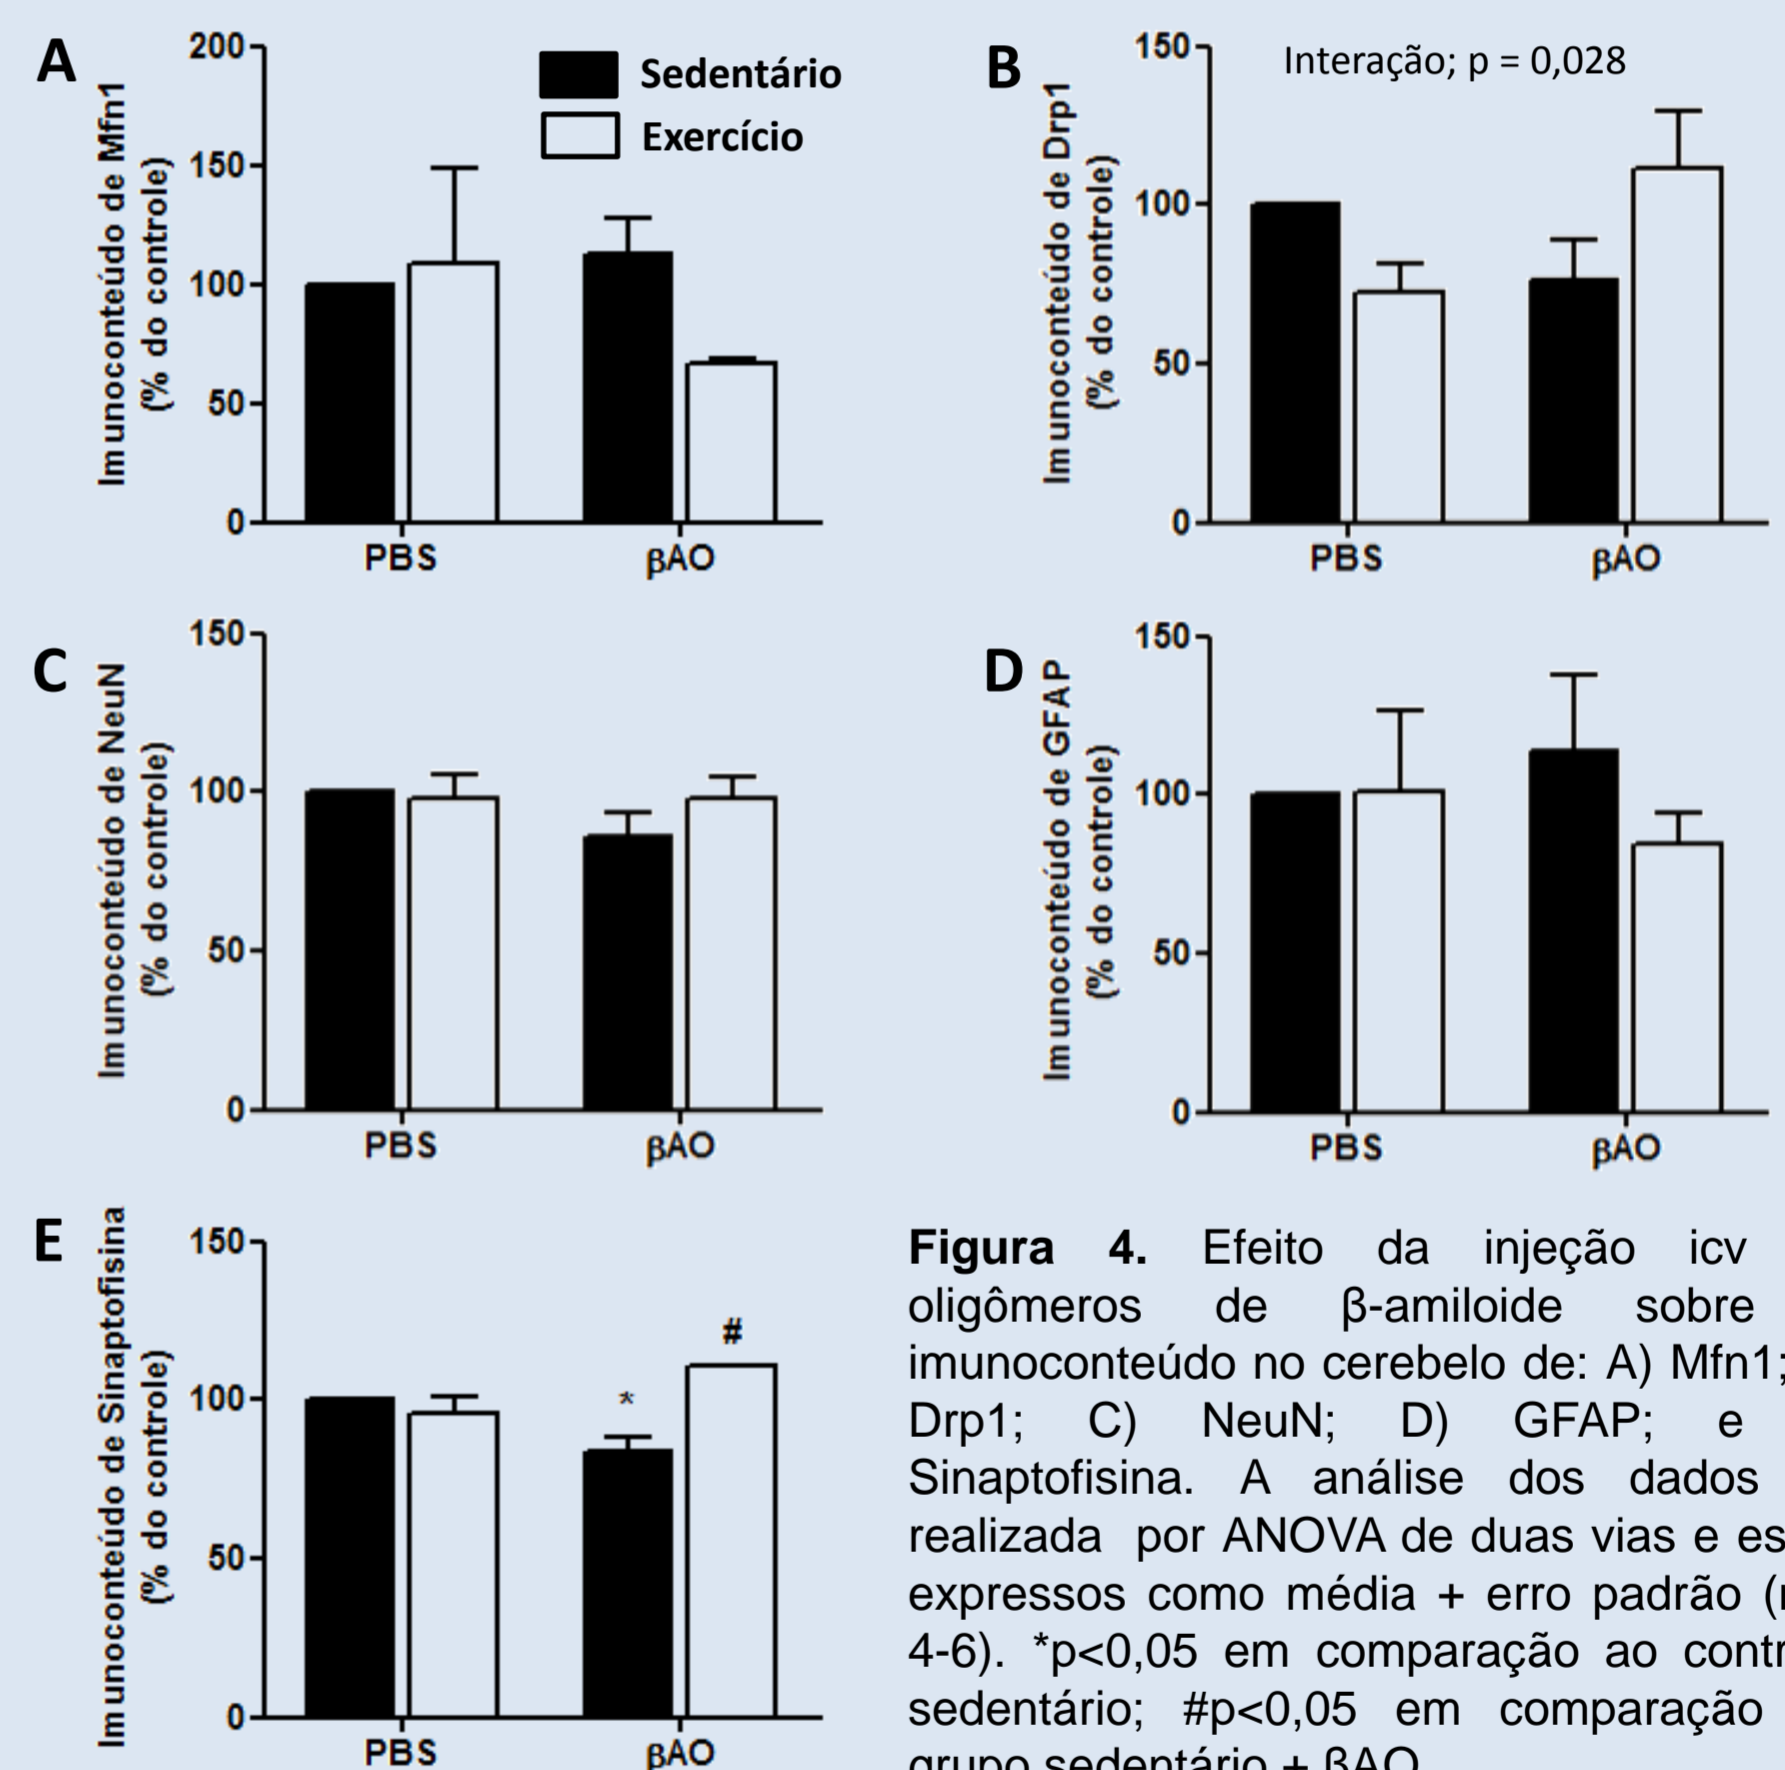 A
Imunoconteúdo de Mfn1
(% do controle)
200
150
100
50
0
Sedentário
Exercício
PBS
βAO
B
Imunoconteúdo de Drp1
(% do controle)
150
100
50
0
Interação; p = 0,028
PBS
βAO
C
Imunoconteúdo de NeuN
(% do controle)
150
100
50
0
PBS
βAO
D
Imunoconteúdo de GFAP
(% do controle)
150
100
50
0
PBS
βAO
E
Imunoconteúdo de Sinaptofisina
(% do controle)
150
100
50
0
*
#
PBS
βAO
Figura 4. Efeito da injeção icv
oligômeros de β-amiloide sobre
imunoconteúdo no cerebelo de: A) Mfn1;
Drp1; C) NeuN; D) GFAP; e
Sinaptofisina. A análise dos dados
realizada por ANOVA de duas vias e
expressos como média + erro padrão
4-6). *p<0,05 em comparação ao
sedentário; #p<0,05 em comparação
grupo sedentário + βAO